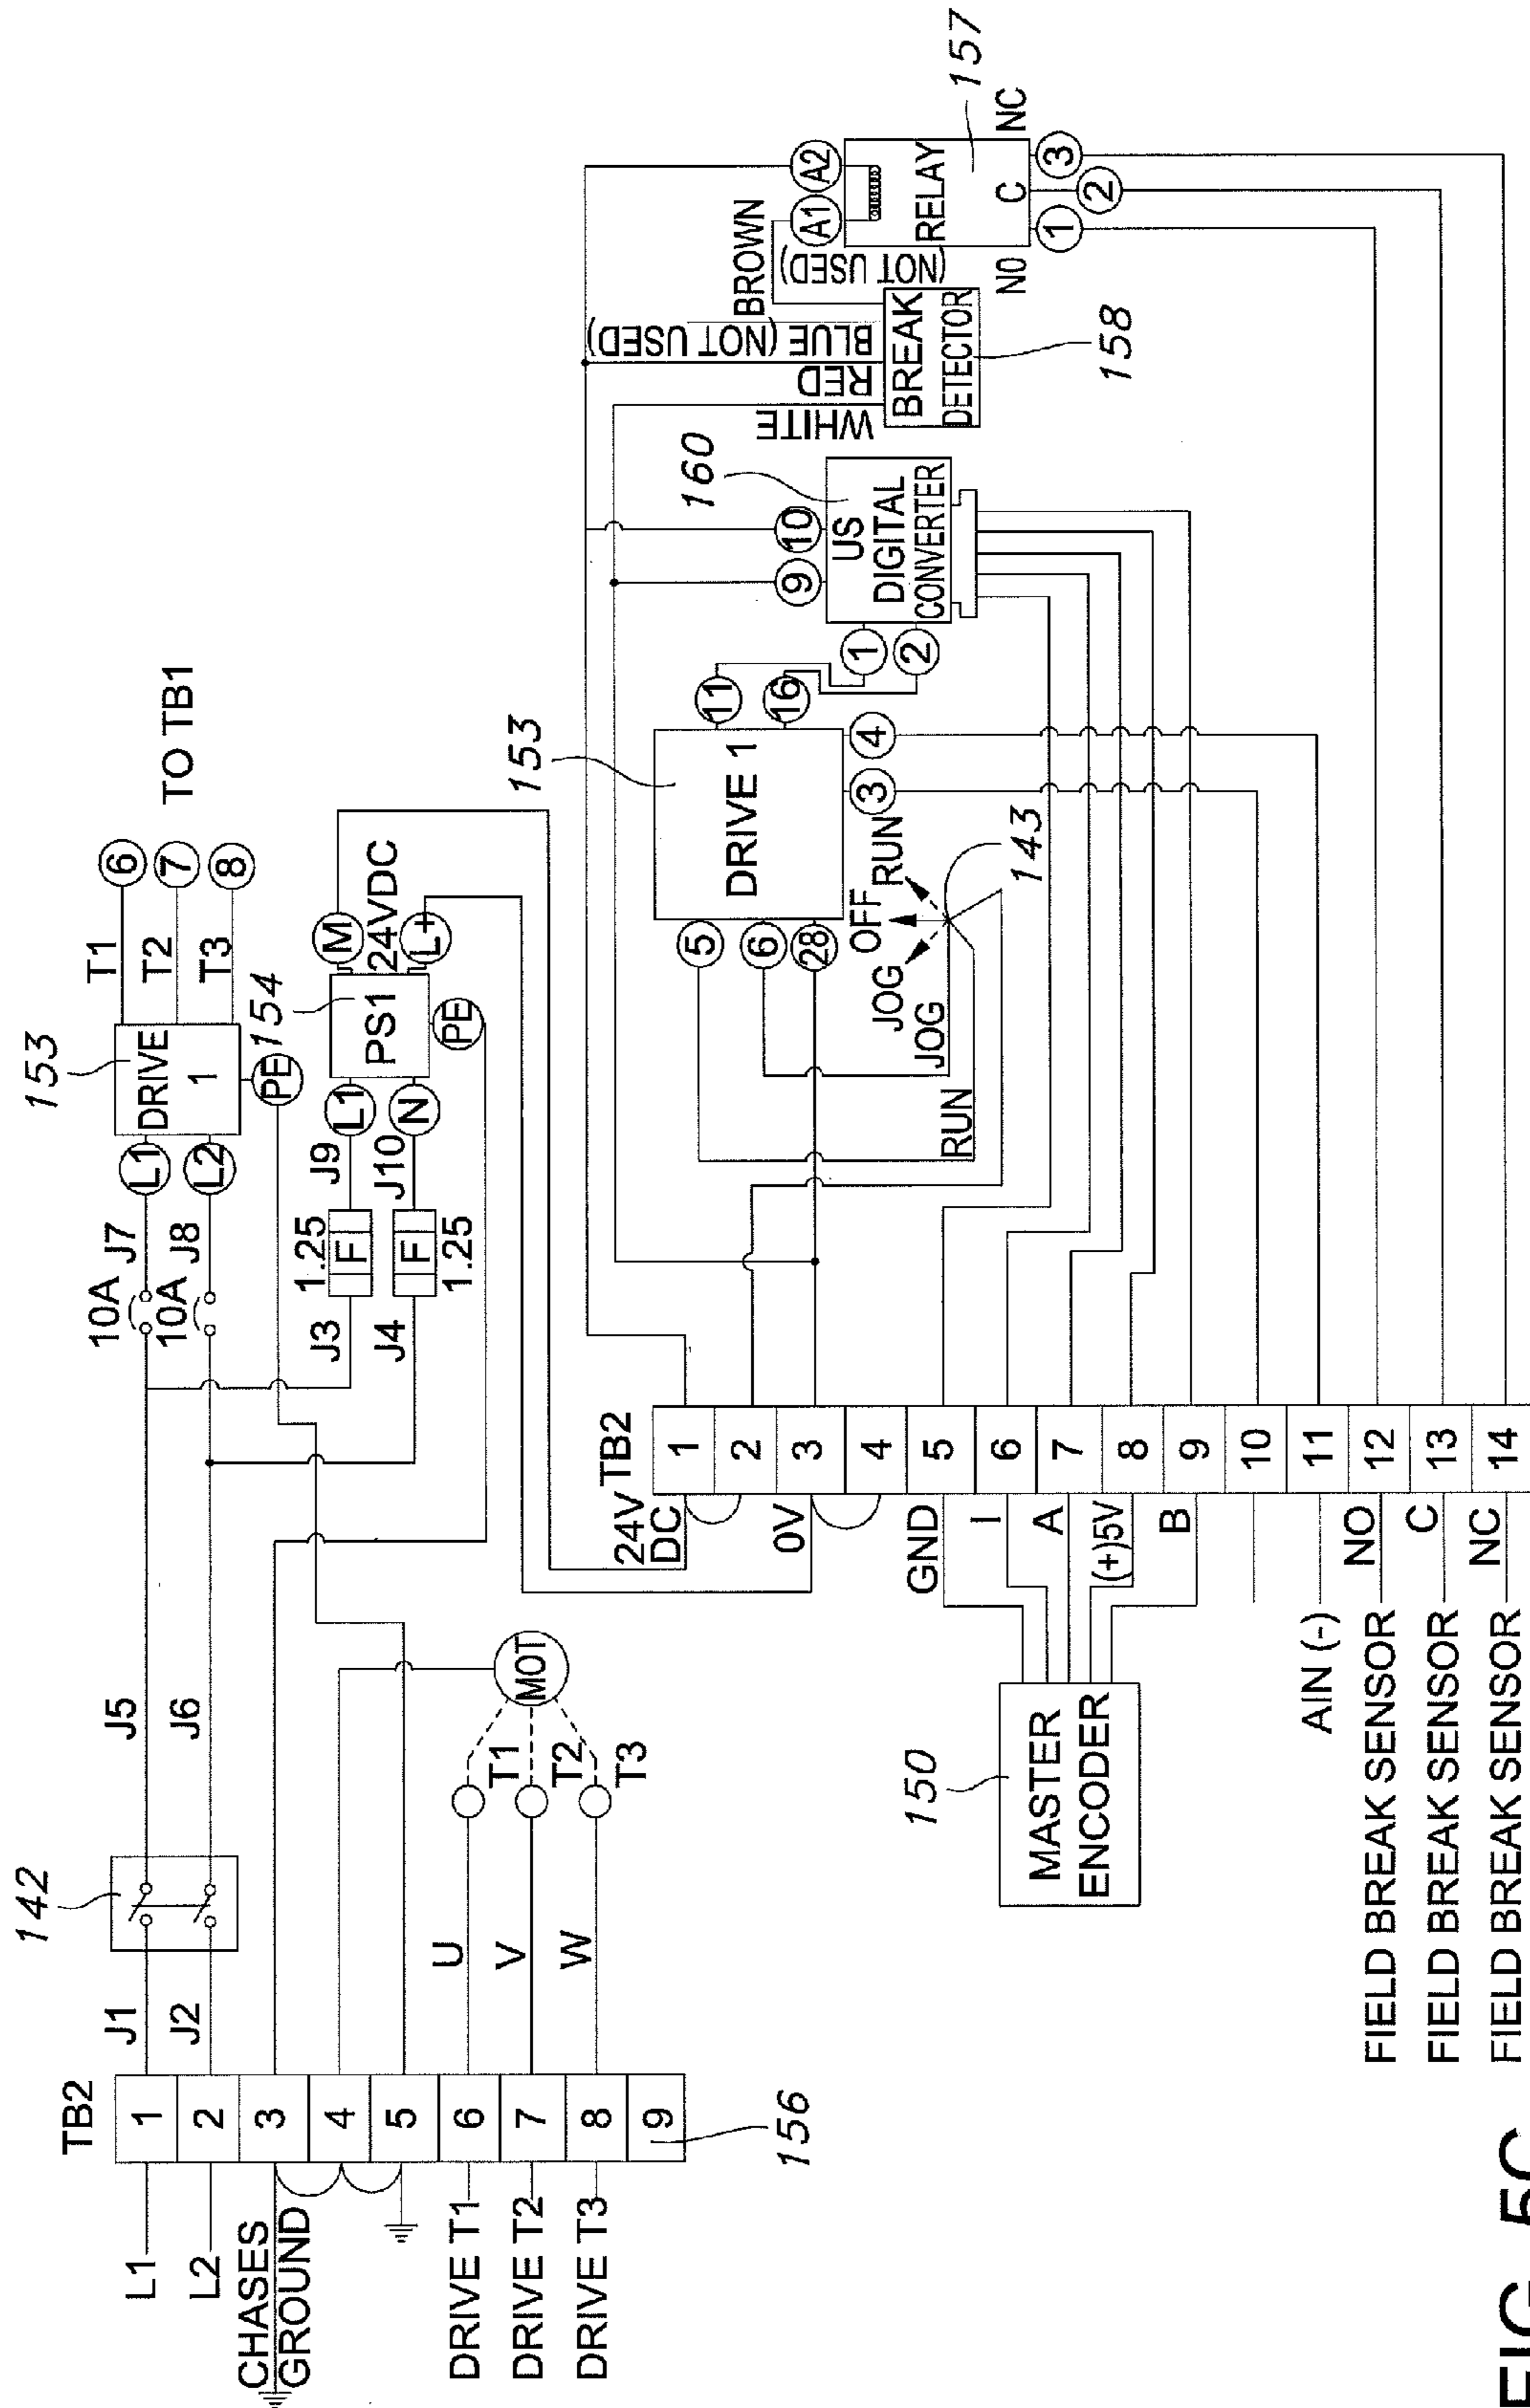 TB2
L1
L2
CHASES
GROUND
DRIVE T1
DRIVE T2
DRIVE T3
1
2
3
4
5
6
7
8
9
156
J1
J2
142
J5
J6
U
V
W
T1
T2
T3
MOT
10A
10A
J7
J8
L1
L2
153
DRIVE
1
PE
T1
T2
T3
6
7
8
TO TB1
J3
J4
1.25
F
F
1.25
J9
J10
L1
N
154
PS1
PE
M
24VDC
L+
TB2
24V
DC
0V
GND
I
A
(+)5V
B
AIN (-)
NO
C
NC
FIELD BREAK SENSOR
FIELD BREAK SENSOR
FIELD BREAK SENSOR
1
2
3
4
5
6
7
8
9
10
11
12
13
14
150
MASTER
ENCODER
RUN
JOG
JOG
OFF
RUN
143
153
DRIVE 1
5
6
28
3
4
11
16
1
2
9
10
160
US
DIGITAL
CONVERTER
WHITE
RED
BLUE (NOT USED)
BROWN
(NOT USED)
BREAK
DETECTOR
158
A1
A2
RELAY
157
NO
C
NC
1
2
3
FIG. 5C